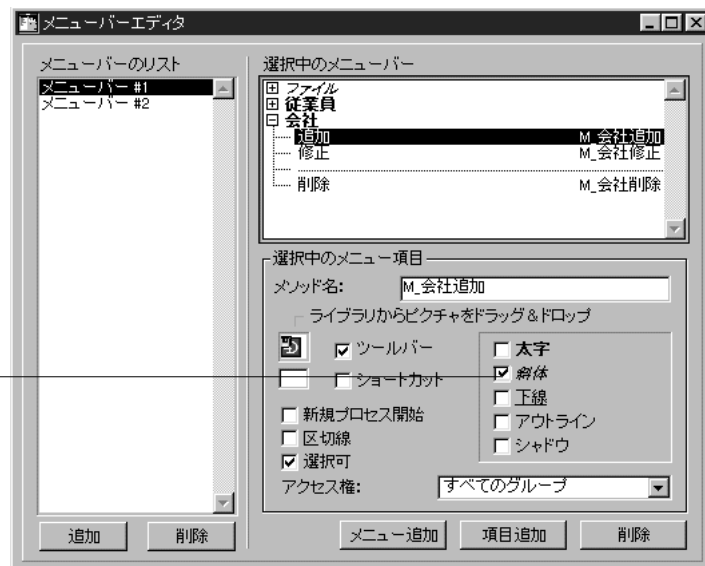 メニューバーエディタ
メニューバーのリスト
メニューバー #1
メニューバー #2
追加
削除
選択中のメニューバー
ファイル
従業員
会社
追加 M_会社追加
修正 M_会社修正
削除 M_会社削除
選択中のメニュー項目
メソッド名: M_会社追加
ライブラリからピクチャをドラッグ&ドロップ
ツールバー
ショートカット
太字
斜体
下線
アウトライン
シャドウ
新規プロセス開始
区切線
選択可
アクセス権: すべてのグループ
メニュー追加
項目追加
削除